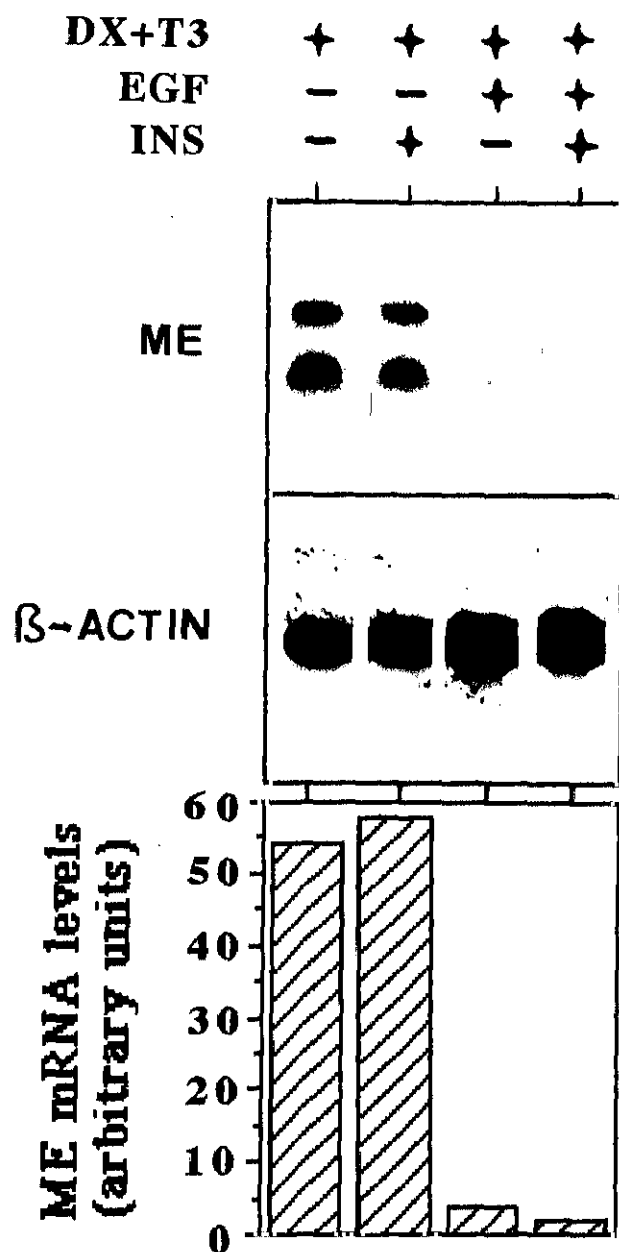 DX+T3 + + + +
EGF - - + +
INS - + - +
ME
ß-ACTIN
60
50
40
30
20
10
0
ME mRNA levels
(arbitrary units)